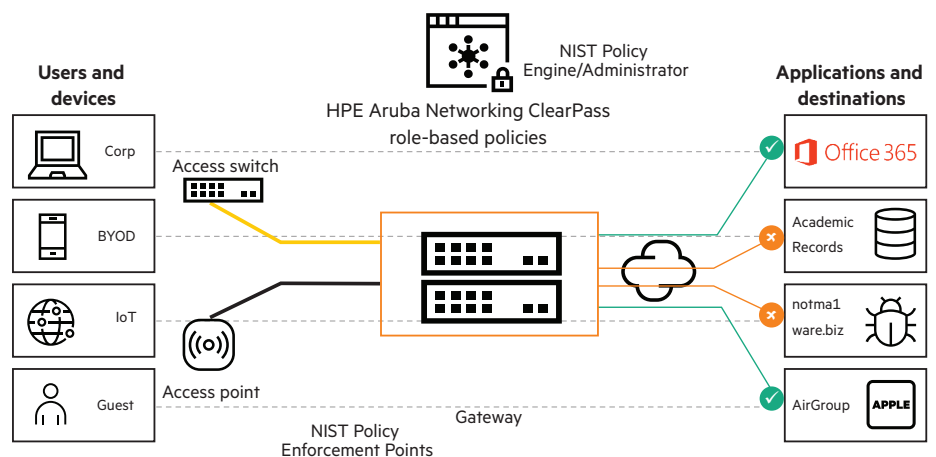 NIST Policy
Engine/Administrator
HPE Aruba Networking ClearPass
role-based policies
Users and
devices
Corp
BYOD
IoT
Guest
Access switch
Access point
Gateway
NIST Policy
Enforcement Points
Applications and
destinations
Office 365
Academic
Records
notma1
ware.biz
AirGroup
APPLE